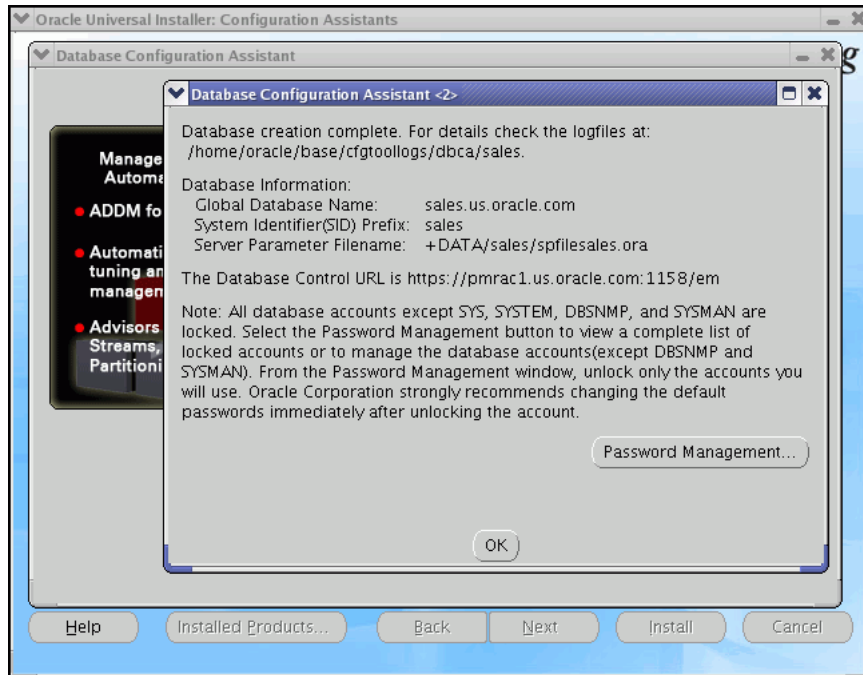 Oracle Universal Installer: Configuration Assistants
g
Database Configuration Assistant
Database Configuration Assistant <2>
Manage
Automa
ADDM fo
Automati
tuning an
managen
Advisors
Streams,
Partitioni
Database creation complete. For details check the logfiles at:
/home/oracle/base/cfgtoollogs/dbca/sales.
Database Information:
Global Database Name: sales.us.oracle.com
System Identifier(SID) Prefix: sales
Server Parameter Filename: +DATA/sales/spfilesales.ora
The Database Control URL is https://pmrac1.us.oracle.com:1158/em
Note: All database accounts except SYS, SYSTEM, DBSNMP, and SYSMAN are
locked. Select the Password Management button to view a complete list of
locked accounts or to manage the database accounts(except DBSNMP and
SYSMAN). From the Password Management window, unlock only the accounts you
will use. Oracle Corporation strongly recommends changing the default
passwords immediately after unlocking the account.
Password Management...
OK
Help
Installed Products...
Back
Next
Install
Cancel